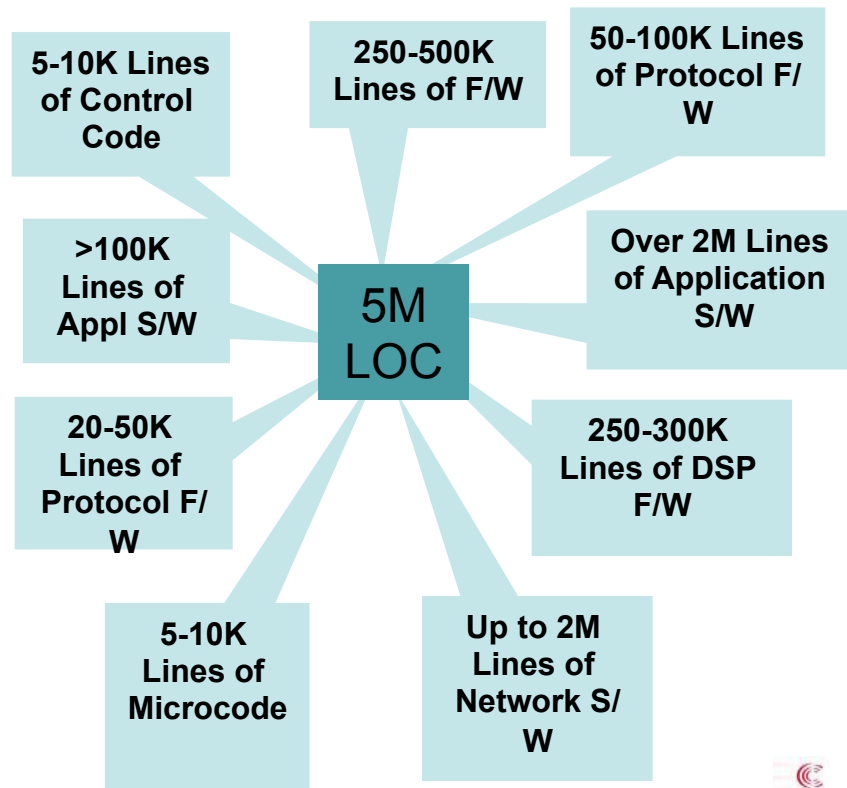 5-10K Lines
of Control
Code
250-500K
Lines of F/W
50-100K Lines
of Protocol F/
W
>100K
Lines of
Appl S/W
5M
LOC
Over 2M Lines
of Application
S/W
20-50K
Lines of
Protocol F/
W
250-300K
Lines of DSP
F/W
5-10K
Lines of
Microcode
Up to 2M
Lines of
Network S/
W